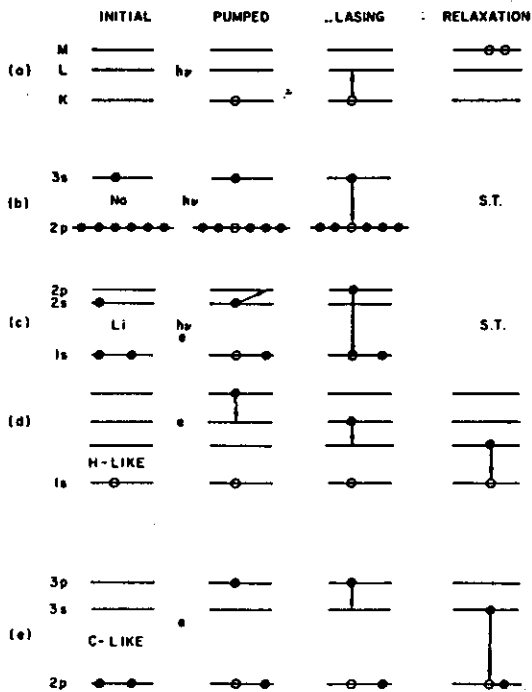 INITIAL PUMPED LASING RELAXATION
M
(a) L hν
K
3s
(b) Na hν S.T.
2p
2p
2s
(c) Li hν S.T.
e
1s
(d) e
H-LIKE
1s
3p
3s
(e) e
C-LIKE
2p